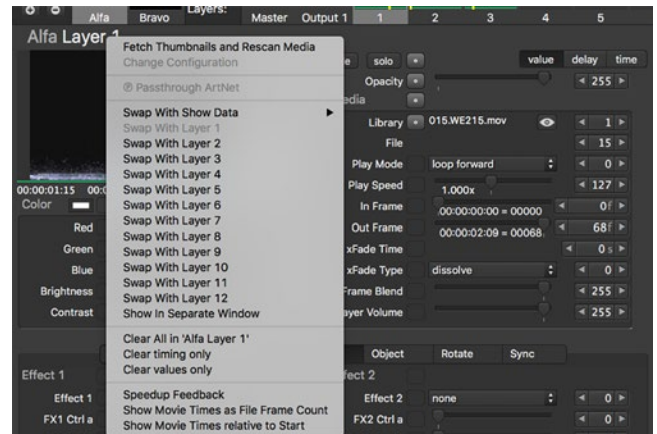 Alfa Bravo Layers: Master Output 1 1 2 3 4 5
Alfa Layer 1
Fetch Thumbnails and Rescan Media
Change Configuration
Passthrough ArtNet
Swap With Show Data
Swap With Layer 1
Swap With Layer 2
Swap With Layer 3
Swap With Layer 4
Swap With Layer 5
Swap With Layer 6
Swap With Layer 7
Swap With Layer 8
Swap With Layer 9
Swap With Layer 10
Swap With Layer 11
Swap With Layer 12
Show In Separate Window
Clear All in 'Alfa Layer 1'
Clear timing only
Clear values only
Speedup Feedback
Show Movie Times as File Frame Count
Show Movie Times relative to Start
00:00:01:15
Color
Red
Green
Blue
Brightness
Contrast
Effect 1
Effect 1
FX1 Ctrl a
solo value delay time
Opacity 255
Library 015.WE215.mov 1
File 15
Play Mode loop forward 0
Play Speed 1.000x 127
In Frame 00:00:00:00 = 00000 0f
Out Frame 00:00:02:09 = 00068 68f
xFade Time 0 s
xFade Type dissolve 0
Frame Blend 255
ayer Volume 255
Object Rotate Sync
fect 2
Effect 2 none 0
FX2 Ctrl a 0